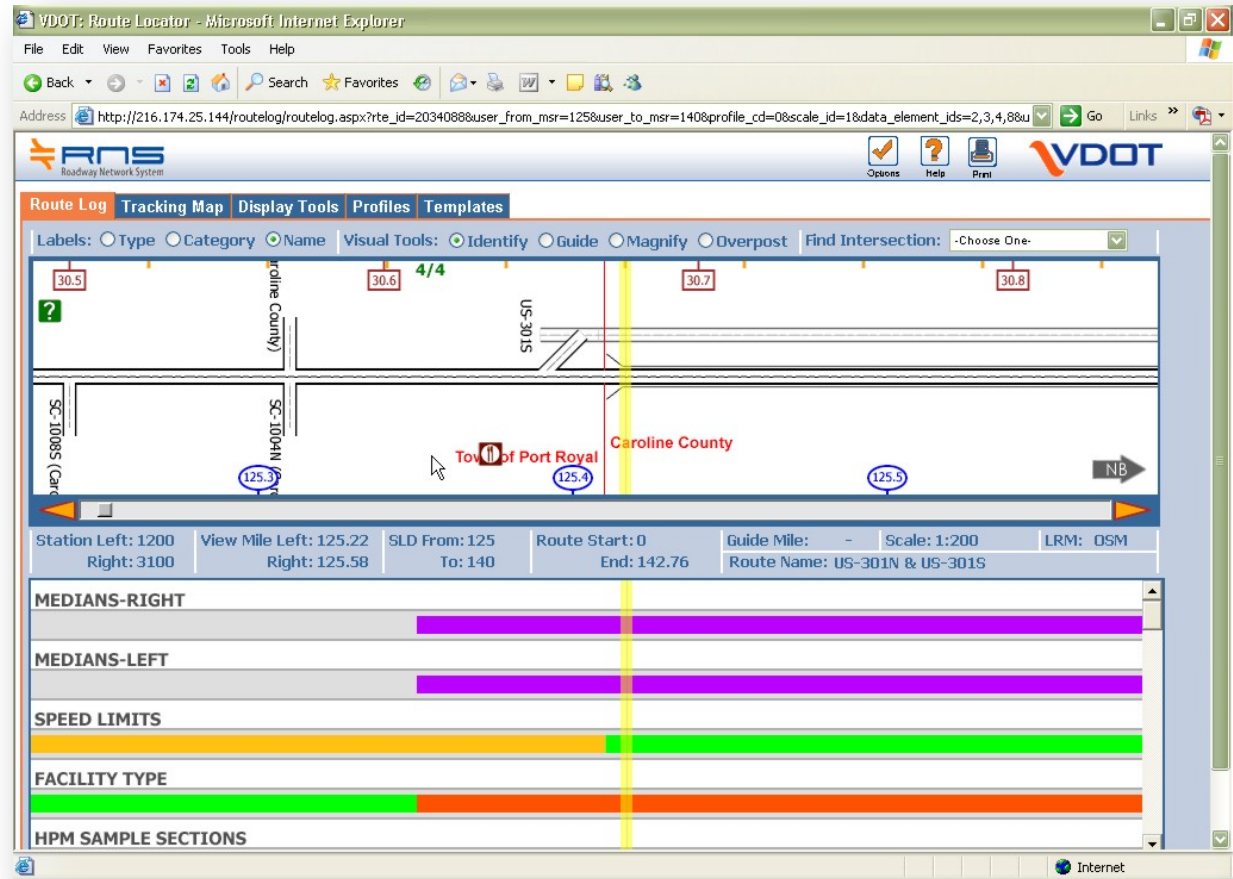 VDOT: Route Locator - Microsoft Internet Explorer
File Edit View Favorites Tools Help
Back Search Favorites
Address http://216.174.25.144/routelog/routelog.aspx?rte_id=2034088&user_from_msr=125&user_to_msr=140&profile_cd=0&scale_id=1&data_element_ids=2,3,4,8&u Go Links »
RNS
Roadway Network System
Options Help Print
VDOT
Route Log Tracking Map Display Tools Profiles Templates
Labels: Type Category Name Visual Tools: Identify Guide Magnify Overpost Find Intersection: -Choose One-
30.5 30.6 4/4 30.7 30.8
?
County)
US-301S
SC-1008S (Carc
SC-1004N
Town of Port Royal
Caroline County
125.3 125.4 125.5
NB
Station Left: 1200 View Mile Left: 125.22 SLD From: 125 Route Start: 0 Guide Mile: - Scale: 1:200 LRM: OSM
Right: 3100 Right: 125.58 To: 140 End: 142.76 Route Name: US-301N & US-301S
MEDIANS-RIGHT
MEDIANS-LEFT
SPEED LIMITS
FACILITY TYPE
HPM SAMPLE SECTIONS
Internet